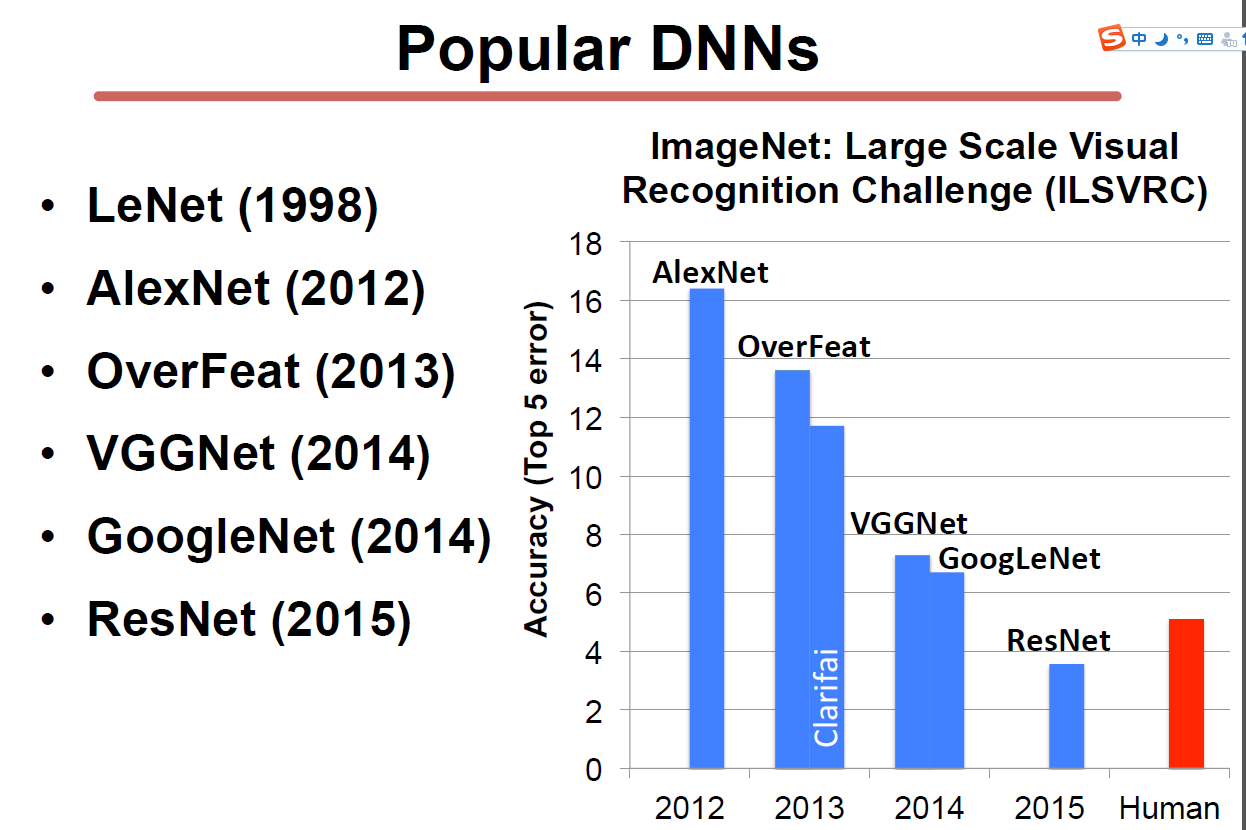 Popular DNNs
中
• LeNet (1998)
• AlexNet (2012)
• OverFeat (2013)
• VGGNet (2014)
• GoogleNet (2014)
• ResNet (2015)
ImageNet: Large Scale Visual
Recognition Challenge (ILSVRC)
Accuracy (Top 5 error)
18
16
14
12
10
8
6
4
2
0
AlexNet
OverFeat
Clarifai
VGGNet
GoogLeNet
ResNet
2012
2013
2014
2015
Human